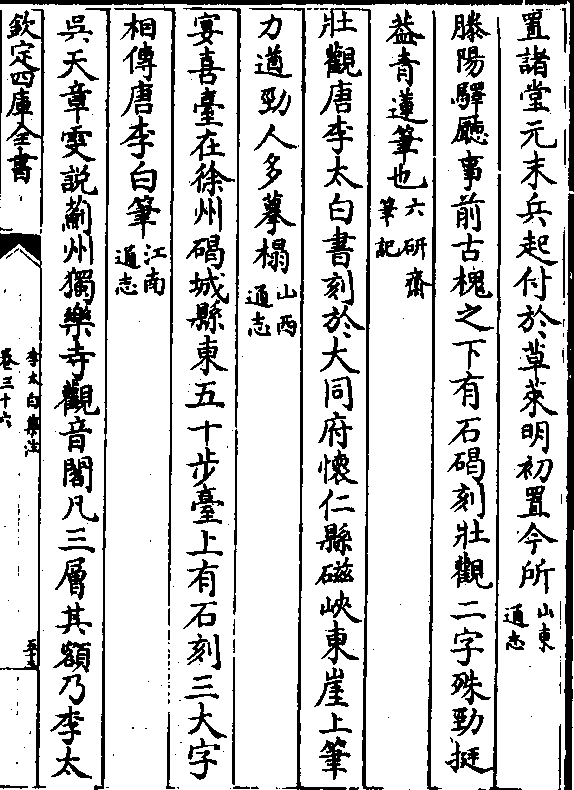 置諸堂元末兵起付於草萊明初置今所山東通志
滕陽驛廳事前古槐之下有石碣刻壯觀二字殊勁挺
葢青蓮筆也六研齋筆記
壯觀唐李太白書刻於大同府懷仁縣磁峽東崖上筆
力遒勁人多摹榻山西通志
宴喜臺在徐州碭城縣東五十步臺上有石刻三大字
相傳唐李白筆江南通志
吳天章雯説薊州獨樂寺觀音閣凡三層其額乃李太
欽定四庫全書
李太白集注
卷三十六